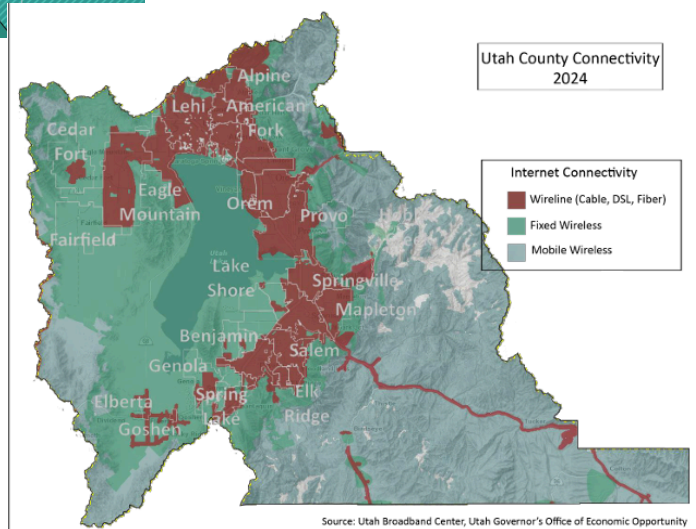 Utah County Connectivity
2024
Internet Connectivity
Wireline (Cable, DSL, Fiber)
Fixed Wireless
Mobile Wireless
Alpine
Lehi
American
Fork
Cedar
Fort
Eagle
Mountain
Orem
Provo
Fairfield
Lake
Shore
Springville
Mapleton
Benjamin
Salem
Genola
Elk
Ridge
Spring
Lake
Elberta
Goshen
Source: Utah Broadband Center, Utah Governor's Office of Economic Opportunity